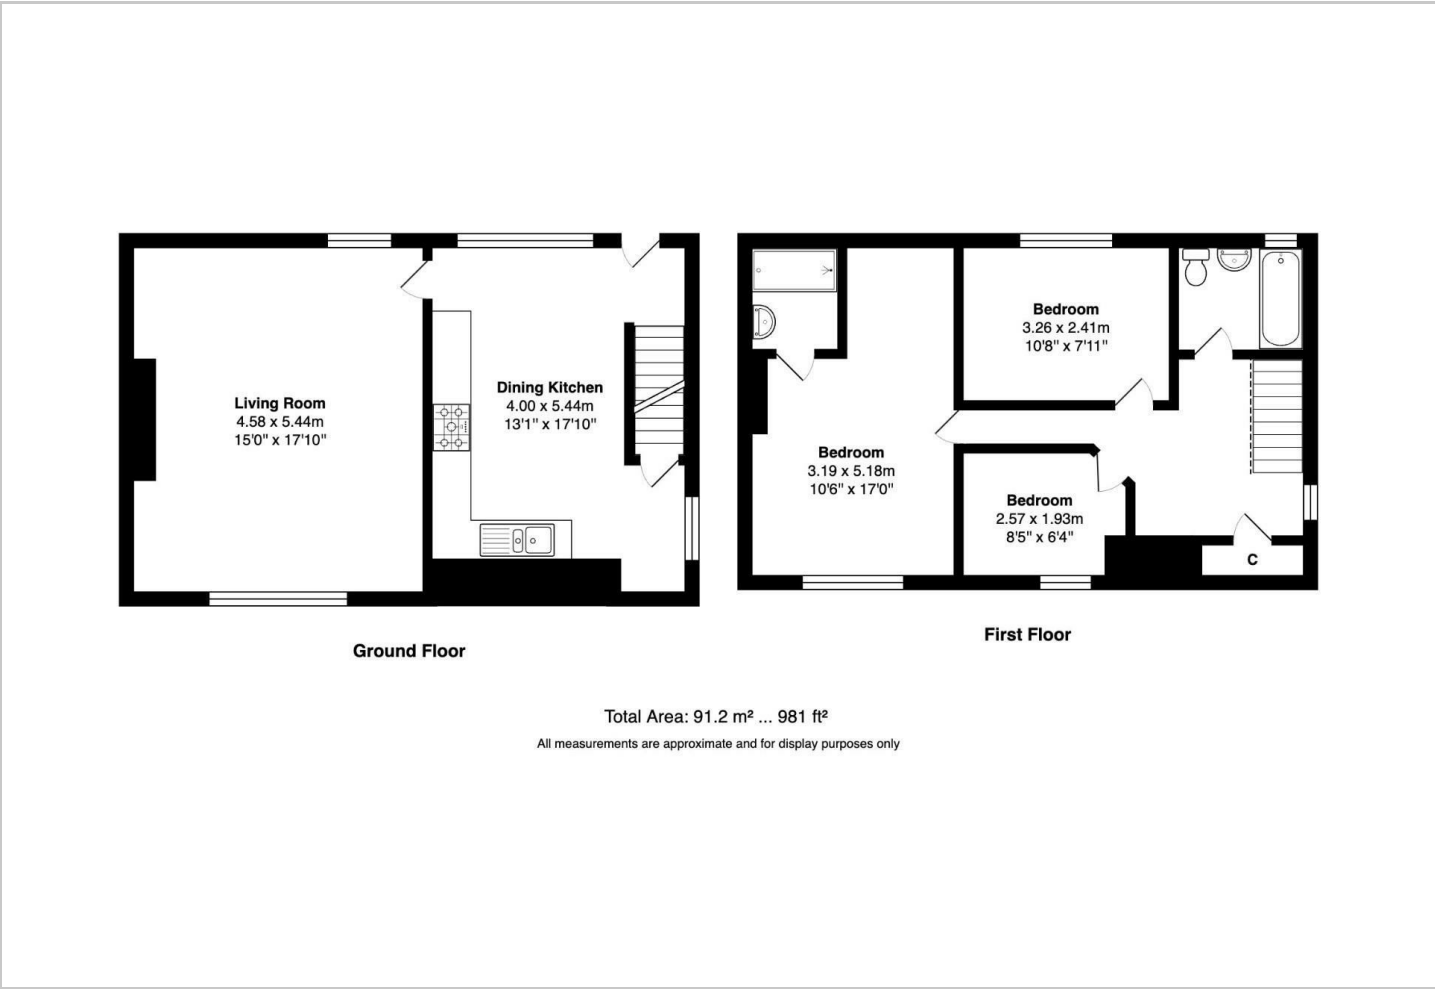 Living Room
4.58 x 5.44m
15'0" x 17'10"
Dining Kitchen
4.00 x 5.44m
13'1" x 17'10"
Ground Floor
Bedroom
3.26 x 2.41m
10'8" x 7'11"
Bedroom
3.19 x 5.18m
10'6" x 17'0"
Bedroom
2.57 x 1.93m
8'5" x 6'4"
C
First Floor
Total Area: 91.2 m² ... 981 ft²
All measurements are approximate and for display purposes only